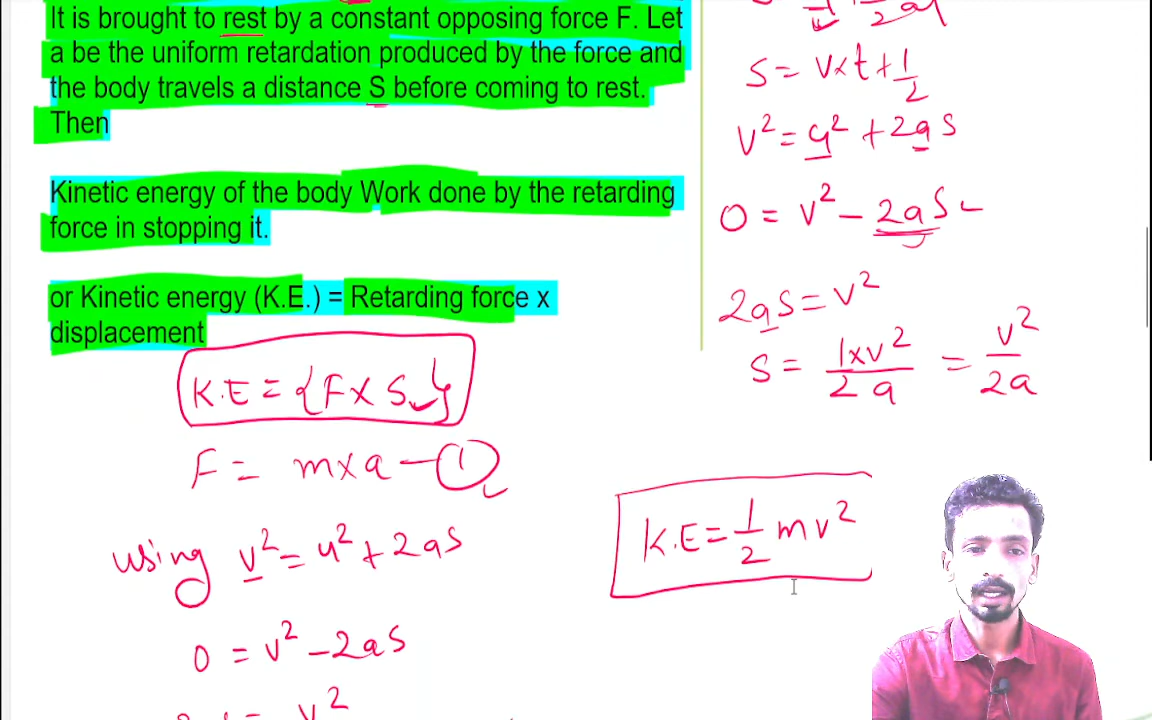 It is brought to rest by a constant opposing force F. Let
a be the uniform retardation produced by the force and
the body travels a distance S before coming to rest.
Then
Kinetic energy of the body Work done by the retarding
force in stopping it.
or Kinetic energy (K.E.) = Retarding force x
displacement
K.E = {F X S}
F = m x a - ①
using v² = u² + 2as
0 = v² - 2as
v²
S = V x t + 1/2
v² = u² + 2as
0 = v² - 2as
2as = v²
S = 1 x v² / 2a = v² / 2a
K.E = 1/2 mv²